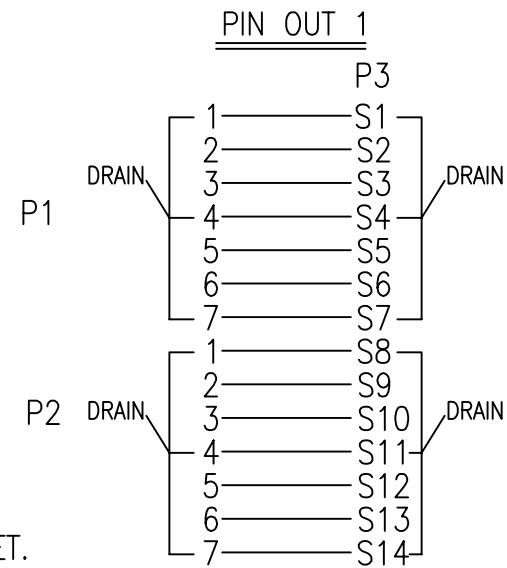 PIN OUT 1
P3
1 S1
2 S2
DRAIN 3 S3 DRAIN
P1 4 S4
5 S5
6 S6
7 S7
1 S8
2 S9
P2 DRAIN 3 S10 DRAIN
4 S11
5 S12
6 S13
7 S14
ET.